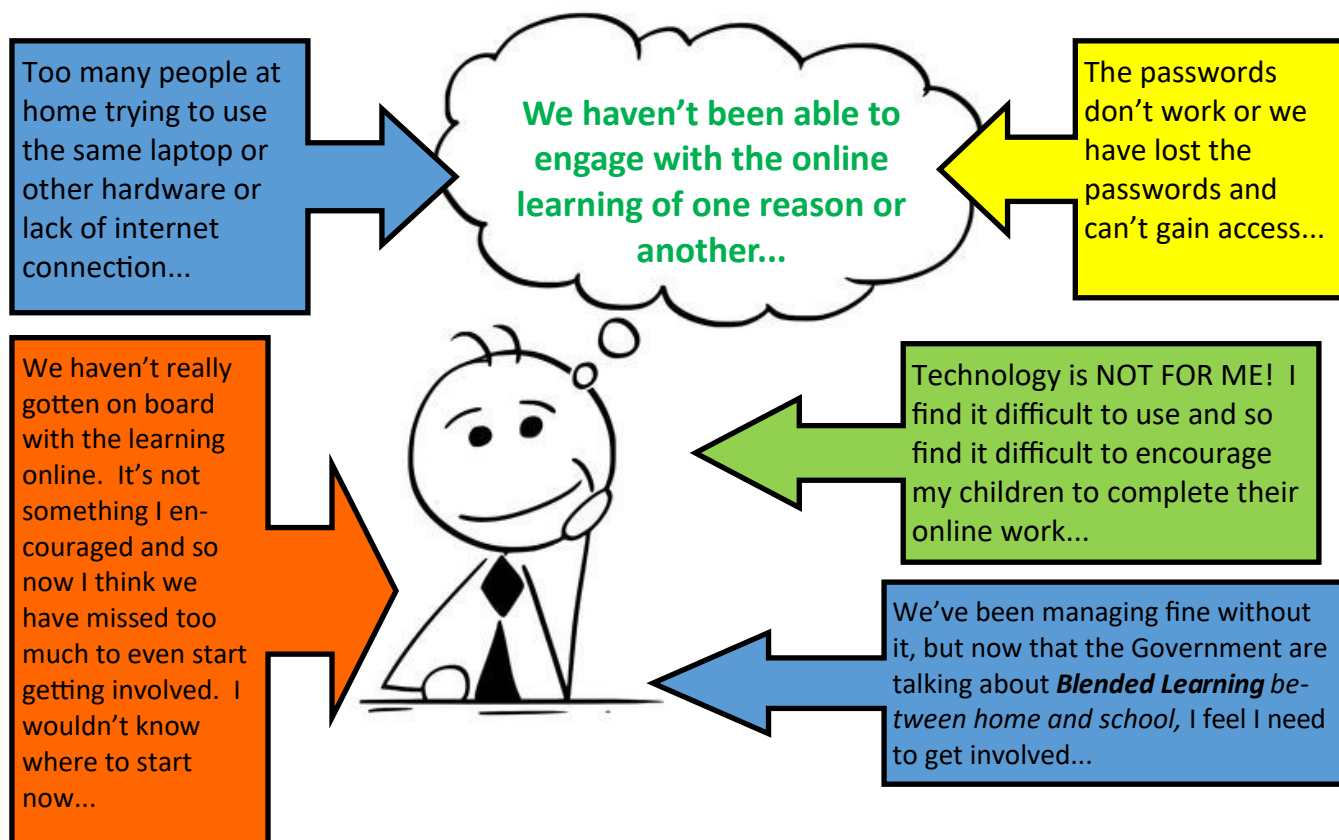 Too many people at
home trying to use
the same laptop or
other hardware or
lack of internet
connection...
We haven't been able to
engage with the online
learning of one reason or
another...
The passwords
don't work or we
have lost the
passwords and
can't gain access...
We haven't really
gotten on board
with the learning
online.  It's not
something I en-
couraged and so
now I think we
have missed too
much to even start
getting involved.  I
wouldn't know
where to start
now...
Technology is NOT FOR ME!  I
find it difficult to use and so
find it difficult to encourage
my children to complete their
online work...
We've been managing fine without
it, but now that the Government are
talking about Blended Learning be-
tween home and school, I feel I need
to get involved...